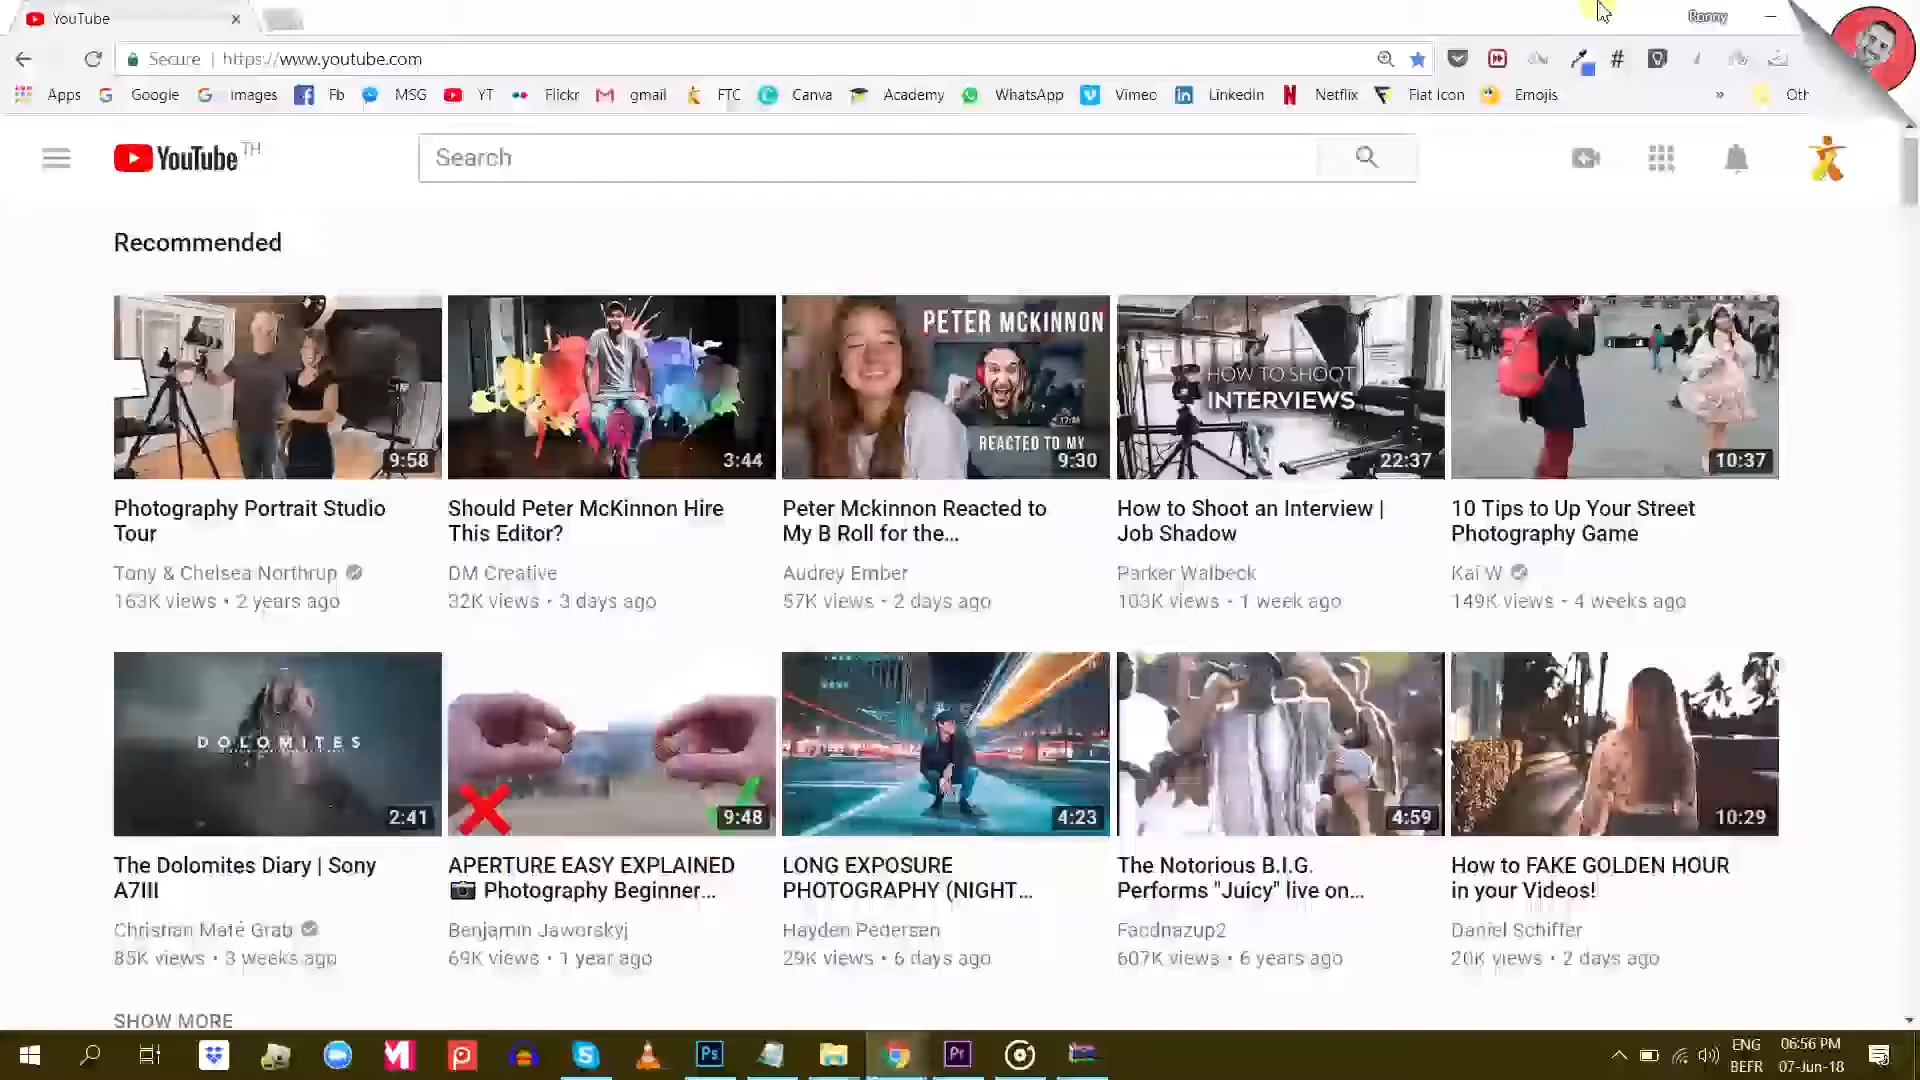 YouTube
Ronny
Secure | https://www.youtube.com
Apps Google Images Fb MSG YT Flickr gmail FTC Canva Academy WhatsApp Vimeo LinkedIn Netflix Flat icon Emojis » Oth
YouTube TH
Search
Recommended
PETER MCKINNON
REACTED TO MY
HOW TO SHOOT
INTERVIEWS
9:58
3:44
9:30
22:37
10:37
Photography Portrait Studio
Tour
Tony & Chelsea Northrup
163K views • 2 years ago
Should Peter McKinnon Hire
This Editor?
DM Creative
32K views • 3 days ago
Peter Mckinnon Reacted to
My B Roll for the...
Audrey Ember
57K views • 2 days ago
How to Shoot an Interview |
Job Shadow
Parker Walbeck
103K views • 1 week ago
10 Tips to Up Your Street
Photography Game
Kai W
149K views • 4 weeks ago
DOLOMITES
2:41
9:48
4:23
4:59
10:29
The Dolomites Diary | Sony
A7III
Christian Maté Grab
85K views • 3 weeks ago
APERTURE EASY EXPLAINED
📷 Photography Beginner...
Benjamin Jaworskyj
69K views • 1 year ago
LONG EXPOSURE
PHOTOGRAPHY (NIGHT...
Hayden Pedersen
29K views • 6 days ago
The Notorious B.I.G.
Performs "Juicy" live on...
Facdnazup2
607K views • 6 years ago
How to FAKE GOLDEN HOUR
in your Videos!
Daniel Schiffer
20K views • 2 days ago
SHOW MORE
Ps
Pr
ENG
BEFR
06:56 PM
07-Jun-18